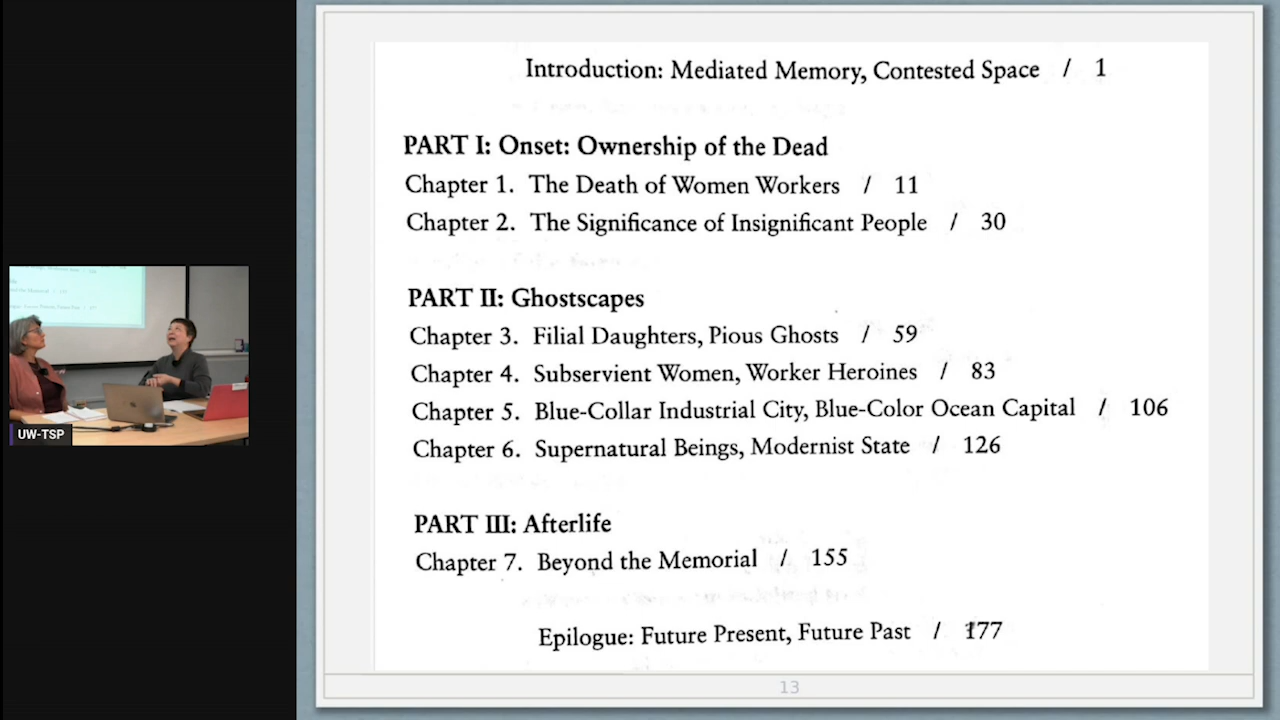 Introduction: Mediated Memory, Contested Space / 1
PART I: Onset: Ownership of the Dead
Chapter 1. The Death of Women Workers / 11
Chapter 2. The Significance of Insignificant People / 30
PART II: Ghostscapes
Chapter 3. Filial Daughters, Pious Ghosts / 59
Chapter 4. Subservient Women, Worker Heroines / 83
Chapter 5. Blue-Collar Industrial City, Blue-Color Ocean Capital / 106
Chapter 6. Supernatural Beings, Modernist State / 126
PART III: Afterlife
Chapter 7. Beyond the Memorial / 155
Epilogue: Future Present, Future Past / 177
13
UW-TSP